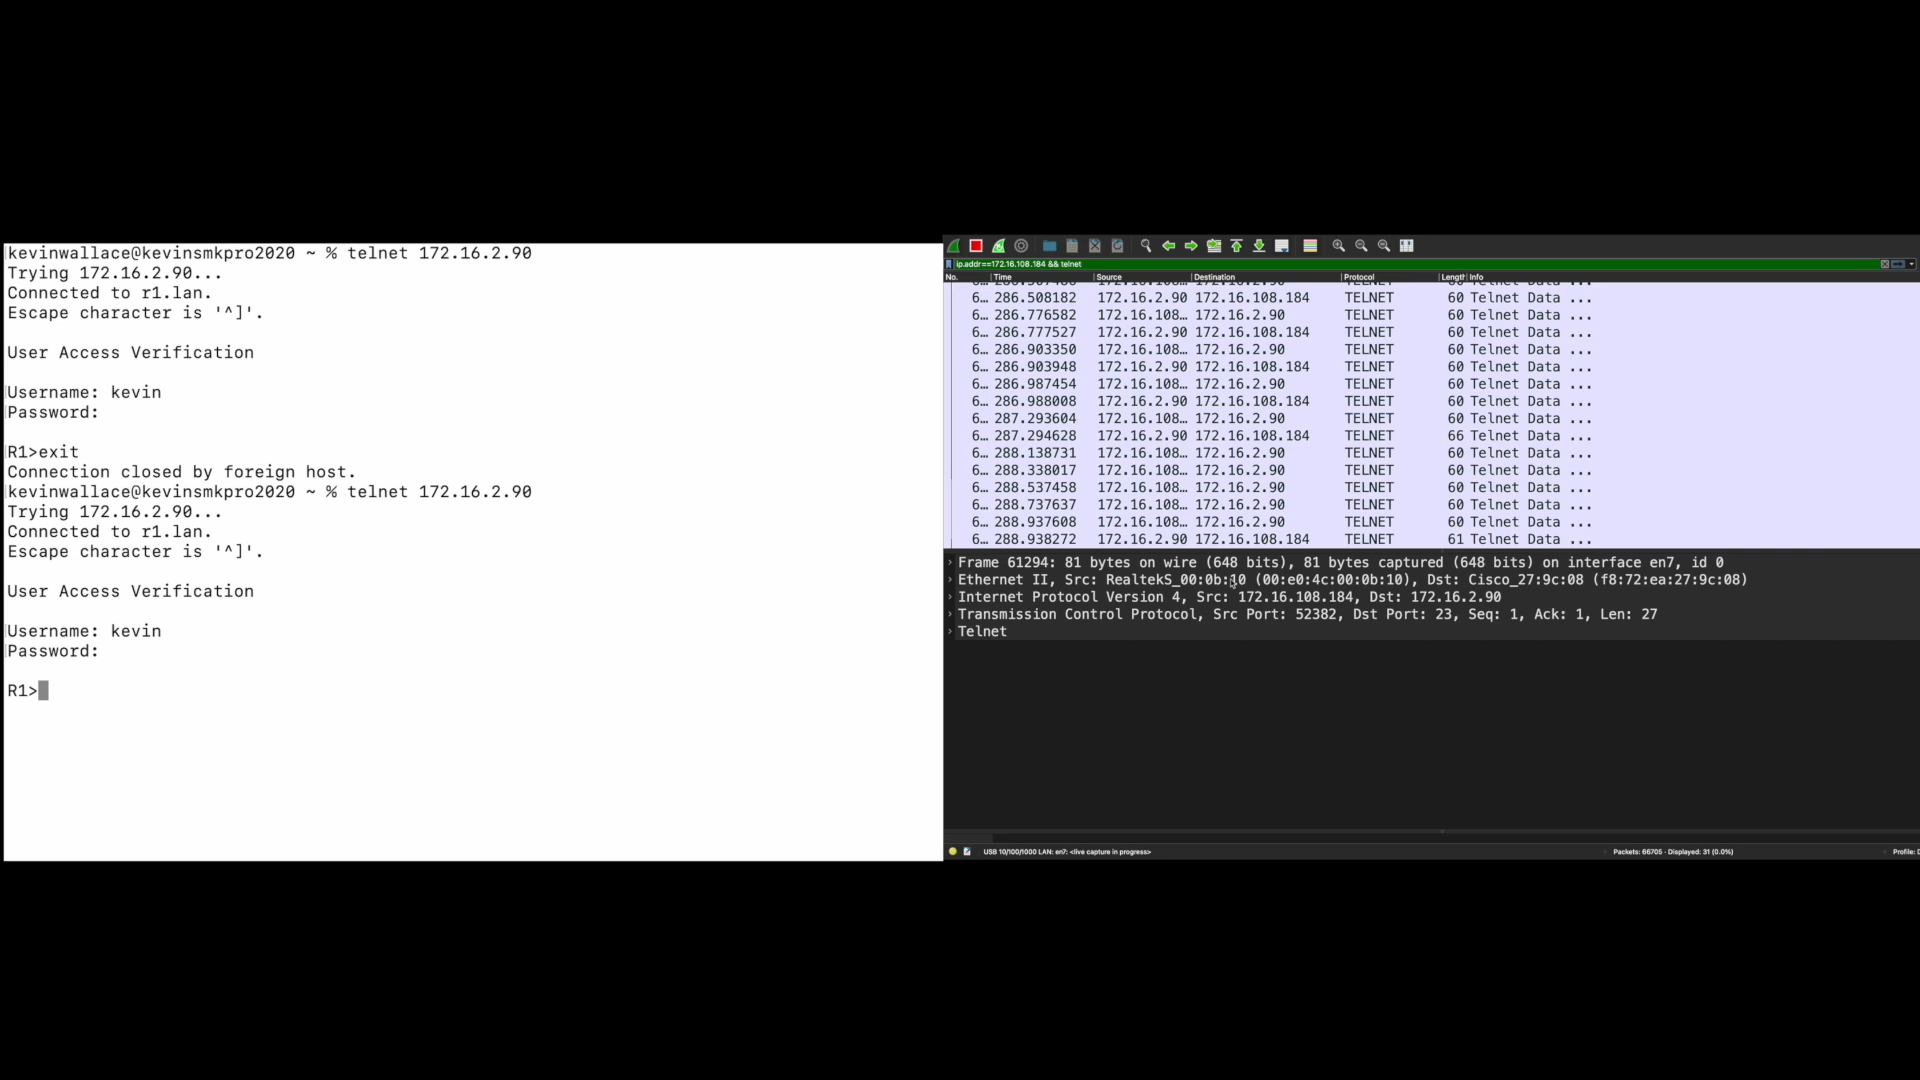 kevinwallace@kevinsmkpro2020 ~ % telnet 172.16.2.90
Trying 172.16.2.90...
Connected to r1.lan.
Escape character is '^]'.
User Access Verification
Username: kevin
Password:
R1>exit
Connection closed by foreign host.
kevinwallace@kevinsmkpro2020 ~ % telnet 172.16.2.90
Trying 172.16.2.90...
Connected to r1.lan.
Escape character is '^]'.
User Access Verification
Username: kevin
Password:
R1>
ip.addr==172.16.108.184 && telnet
No. Time Source Destination Protocol Length Info
6… 286.508182 172.16.2.90 172.16.108.184 TELNET 60 Telnet Data ...
6… 286.776582 172.16.108… 172.16.2.90 TELNET 60 Telnet Data ...
6… 286.777527 172.16.2.90 172.16.108.184 TELNET 60 Telnet Data ...
6… 286.903350 172.16.108… 172.16.2.90 TELNET 60 Telnet Data ...
6… 286.903948 172.16.2.90 172.16.108.184 TELNET 60 Telnet Data ...
6… 286.987454 172.16.108… 172.16.2.90 TELNET 60 Telnet Data ...
6… 286.988008 172.16.2.90 172.16.108.184 TELNET 60 Telnet Data ...
6… 287.293604 172.16.108… 172.16.2.90 TELNET 60 Telnet Data ...
6… 287.294628 172.16.2.90 172.16.108.184 TELNET 66 Telnet Data ...
6… 288.138731 172.16.108… 172.16.2.90 TELNET 60 Telnet Data ...
6… 288.338017 172.16.108… 172.16.2.90 TELNET 60 Telnet Data ...
6… 288.537458 172.16.108… 172.16.2.90 TELNET 60 Telnet Data ...
6… 288.737637 172.16.108… 172.16.2.90 TELNET 60 Telnet Data ...
6… 288.937608 172.16.108… 172.16.2.90 TELNET 60 Telnet Data ...
6… 288.938272 172.16.2.90 172.16.108.184 TELNET 61 Telnet Data ...
Frame 61294: 81 bytes on wire (648 bits), 81 bytes captured (648 bits) on interface en7, id 0
Ethernet II, Src: RealtekS_00:0b:10 (00:e0:4c:00:0b:10), Dst: Cisco_27:9c:08 (f8:72:ea:27:9c:08)
Internet Protocol Version 4, Src: 172.16.108.184, Dst: 172.16.2.90
Transmission Control Protocol, Src Port: 52382, Dst Port: 23, Seq: 1, Ack: 1, Len: 27
Telnet
USB 10/100/1000 LAN: en7: <live capture in progress> Packets: 66705 · Displayed: 31 (0.0%) Profile: